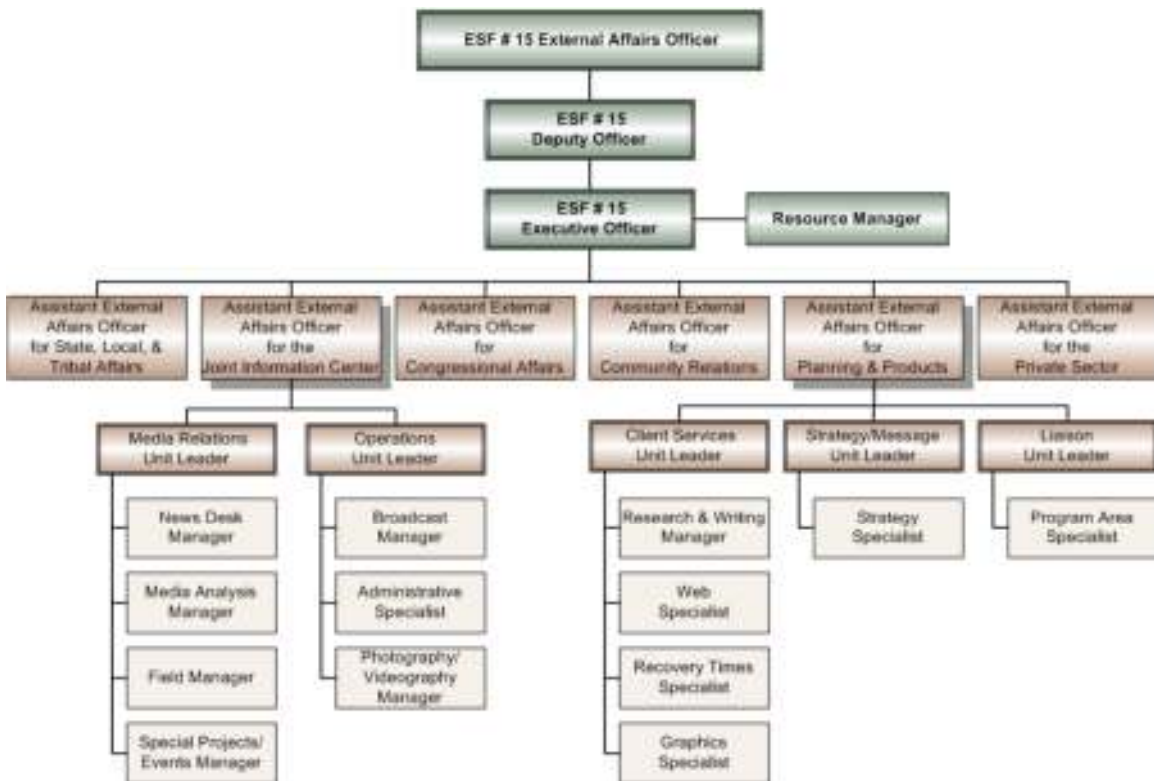 ESF # 15 External Affairs Officer
ESF # 15
Deputy Officer
ESF # 15
Executive Officer
Resource Manager
Assistant External
Affairs Officer
for State, Local, &
Tribal Affairs
Assistant External
Affairs Officer
for the
Joint Information Center
Assistant External
Affairs Officer
for
Congressional Affairs
Assistant External
Affairs Officer
for
Community Relations
Assistant External
Affairs Officer
for
Planning & Products
Assistant External
Affairs Officer
for the
Private Sector
Media Relations
Unit Leader
Operations
Unit Leader
Client Services
Unit Leader
Strategy/Message
Unit Leader
Liaison
Unit Leader
News Desk
Manager
Media Analysis
Manager
Field Manager
Special Projects/
Events Manager
Broadcast
Manager
Administrative
Specialist
Photography/
Videography
Manager
Research & Writing
Manager
Web
Specialist
Recovery Times
Specialist
Graphics
Specialist
Strategy
Specialist
Program Area
Specialist